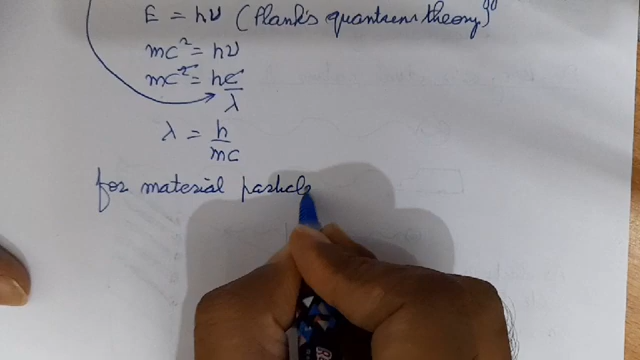 E = hν (Plank's quantum theory)
mc² = hν
mc² = hc/λ
λ = h/mc
for material particle